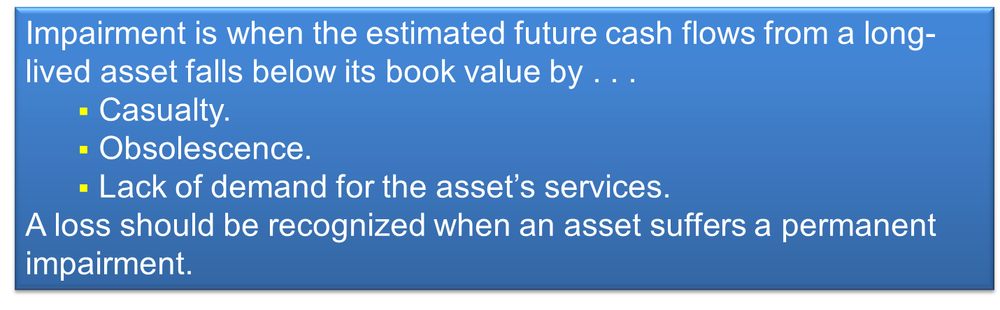 Impairment is when the estimated future cash flows from a long-
lived asset falls below its book value by . . .
▪ Casualty.
▪ Obsolescence.
▪ Lack of demand for the asset’s services.
A loss should be recognized when an asset suffers a permanent
impairment.